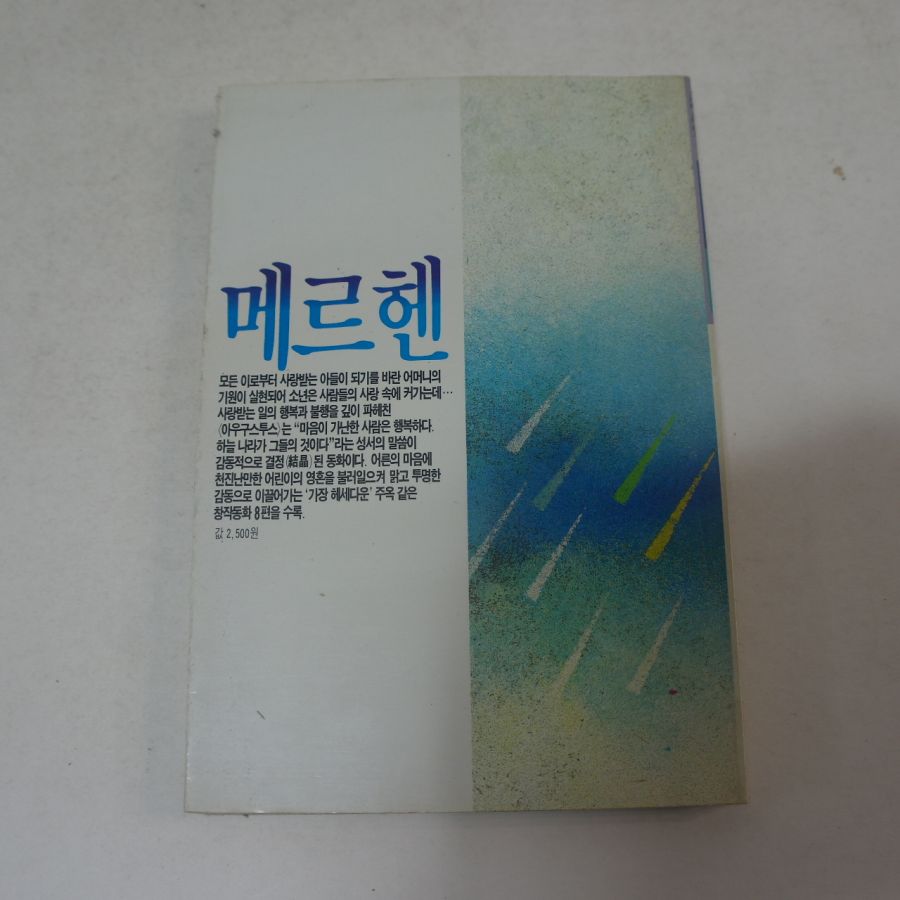 메르헨
모든 이로부터 사랑받는 아들이 되기를 바란 어머니의
기원이 실현되어 소년은 사람들의 사랑 속에 커가는데…
사랑받는 일의 행복과 불행을 깊이 파헤친
〈아우구스투스〉는 “마음이 가난한 사람은 행복하다.
하늘 나라가 그들의 것이다”라는 성서의 말씀이
감동적으로 결정(結晶)된 동화이다. 어른의 마음에
천진난만한 어린이의 영혼을 불러일으켜 맑고 투명한
감동으로 이끌어가는 ‘가장 헤세다운’ 주옥 같은
창작동화 8편을 수록.
값 2,500원